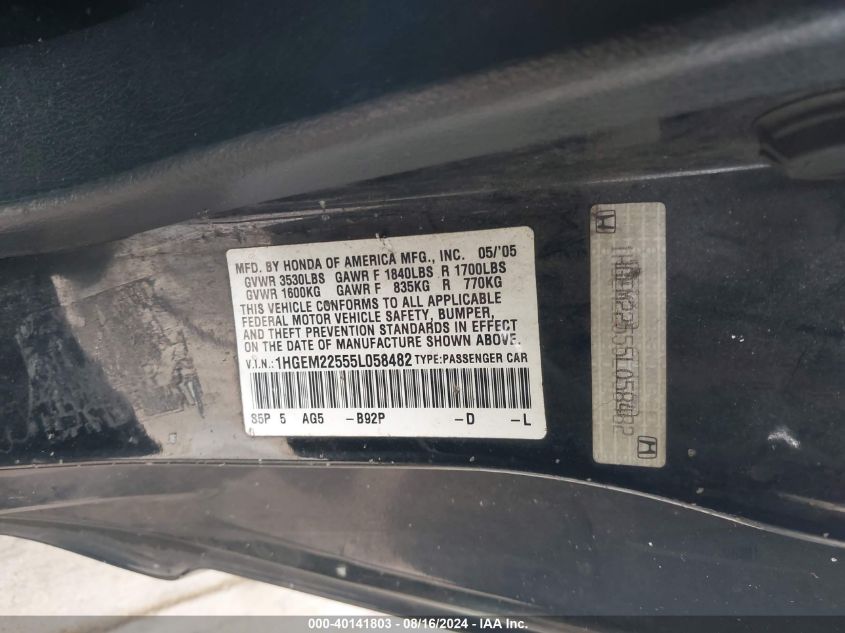 MFD. BY HONDA OF AMERICA MFG., INC. 05/'05
GVWR 3530LBS GAWR F 1840LBS R 1700LBS
GVWR 1600KG GAWR F 835KG R 770KG
THIS VEHICLE CONFORMS TO ALL APPLICABLE
FEDERAL MOTOR VEHICLE SAFETY, BUMPER,
AND THEFT PREVENTION STANDARDS IN EFFECT
ON THE DATE OF MANUFACTURE SHOWN ABOVE.
V.I.N.:1HGEM22555L058482 TYPE:PASSENGER CAR
S5P 5 AG5 -B92P -D -L
1HGEM22555L058482
000-40141803 - 08/16/2024 - IAA Inc.